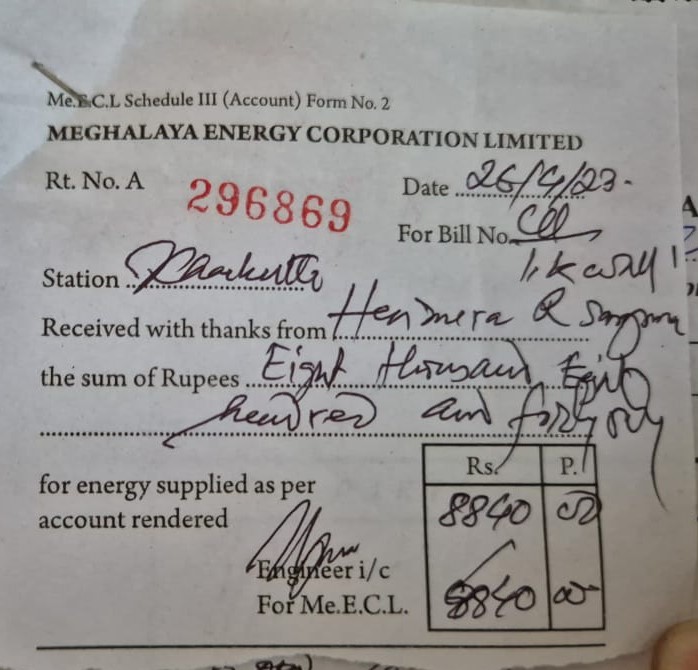 Me.E.C.L Schedule III (Account) Form No. 2
MEGHALAYA ENERGY CORPORATION LIMITED
Rt. No. A 296869 Date 26/4/23.
For Bill No.
Station
Received with thanks from R Sangma
the sum of Rupees Eight thousand Eight
hundred and forty only
Rs. P.
for energy supplied as per
account rendered
8840 00
Engineer i/c
For Me.E.C.L.
8840 00